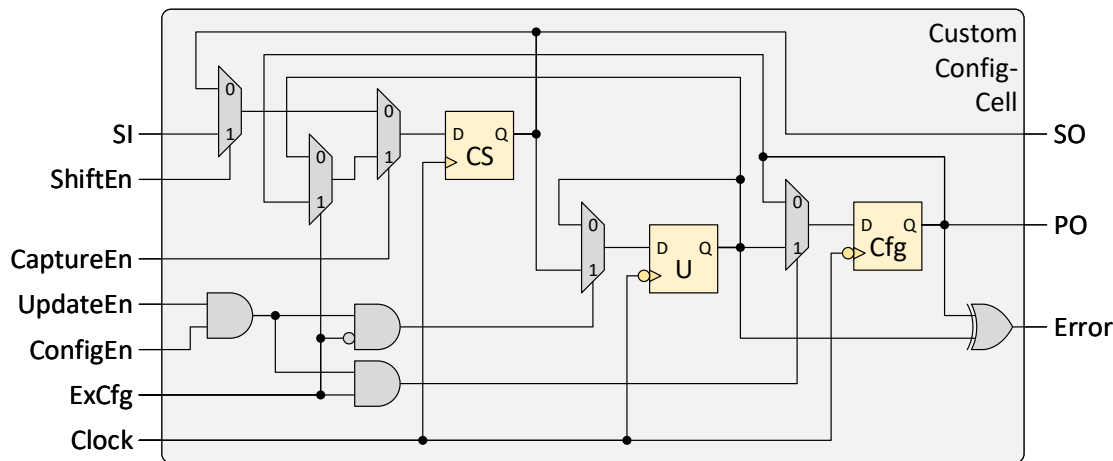 Custom
Config-
Cell
0
1
0
1
0
1
SI
D Q
CS
SO
ShiftEn
0
1
D Q
Cfg
PO
0
1
D Q
U
CaptureEn
UpdateEn
ConfigEn
Error
ExCfg
Clock